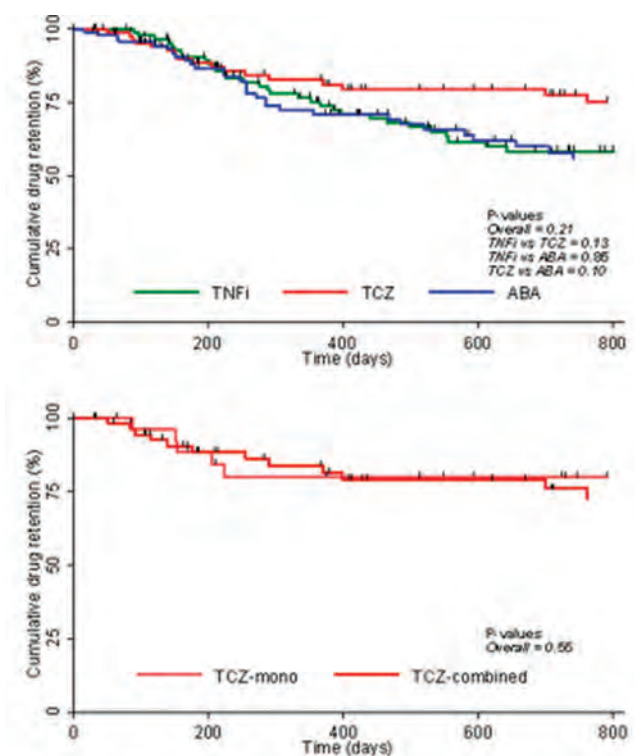 100
75
50
25
0
Cumulative drug retention (%)
P-values
Overall = 0.21
TNFi vs TCZ = 0.13
TNFi vs ABA = 0.85
TCZ vs ABA = 0.10
TNFi TCZ ABA
0 200 400 600 800
Time (days)
100
75
50
25
0
Cumulative drug retention (%)
P-values
Overall = 0.55
TCZ-mono TCZ-combined
0 200 400 600 800
Time (days)